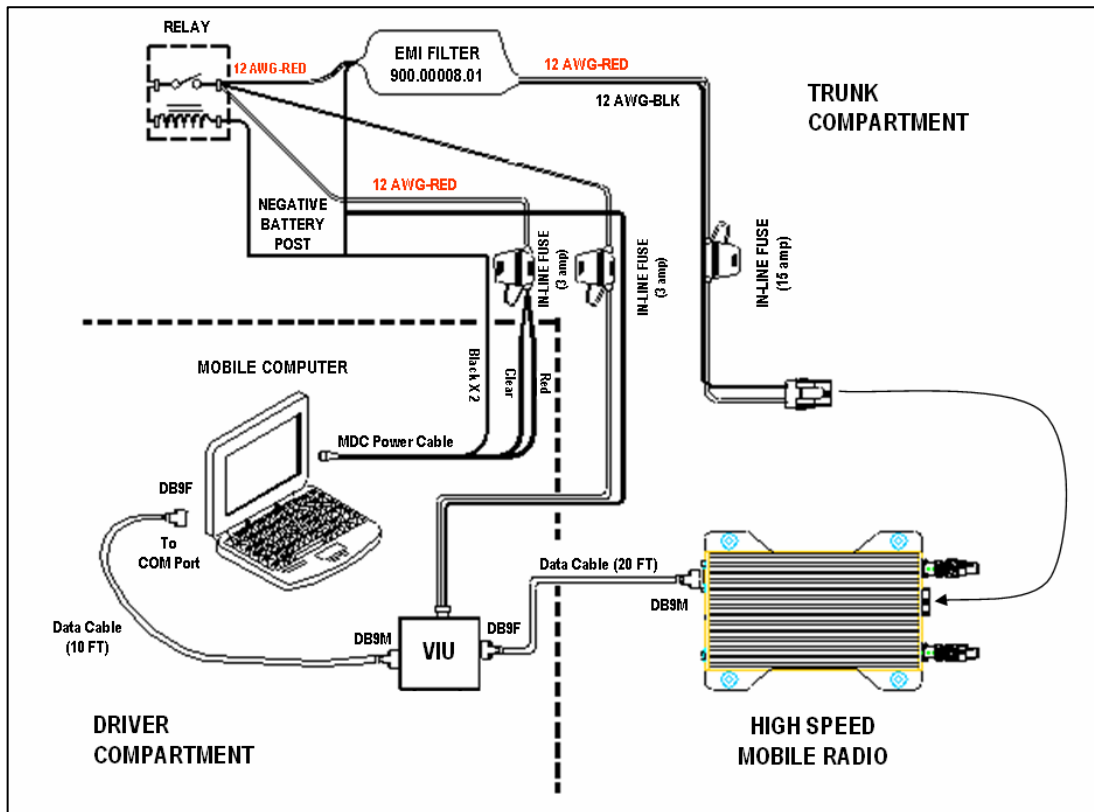 RELAY
12 AWG-RED
EMI FILTER
900.00008.01
12 AWG-RED
12 AWG-BLK
TRUNK
COMPARTMENT
12 AWG-RED
NEGATIVE
BATTERY
POST
IN-LINE FUSE
(3 amp)
IN-LINE FUSE
(3 amp)
IN-LINE FUSE
(15 amp)
MOBILE COMPUTER
Black X 2
Clear
Red
MDC Power Cable
DB9F
To
COM Port
Data Cable
(10 FT)
DB9M
VIU
DB9F
Data Cable (20 FT)
DB9M
DRIVER
COMPARTMENT
HIGH SPEED
MOBILE RADIO